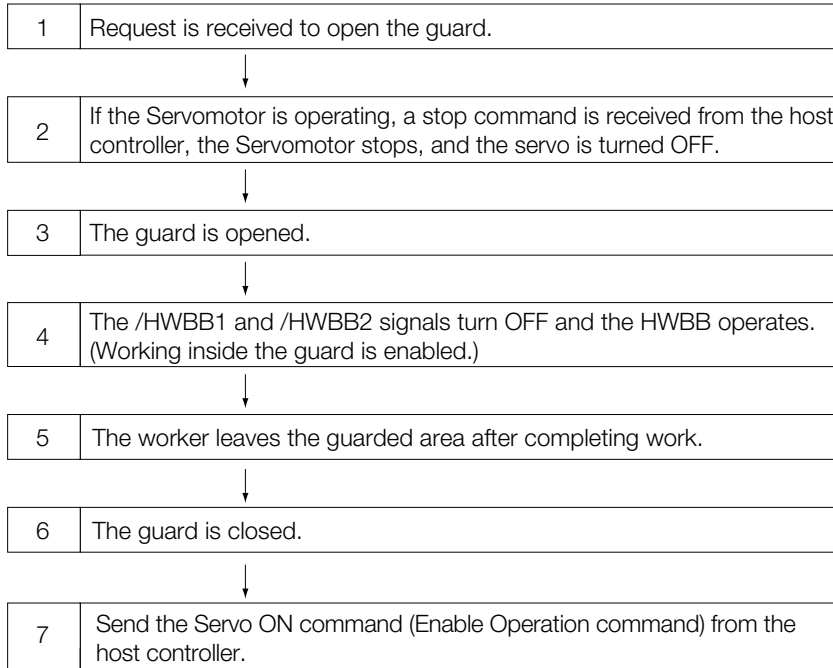 1 Request is received to open the guard.
2 If the Servomotor is operating, a stop command is received from the host
controller, the Servomotor stops, and the servo is turned OFF.
3 The guard is opened.
4 The /HWBB1 and /HWBB2 signals turn OFF and the HWBB operates.
(Working inside the guard is enabled.)
5 The worker leaves the guarded area after completing work.
6 The guard is closed.
7 Send the Servo ON command (Enable Operation command) from the
host controller.